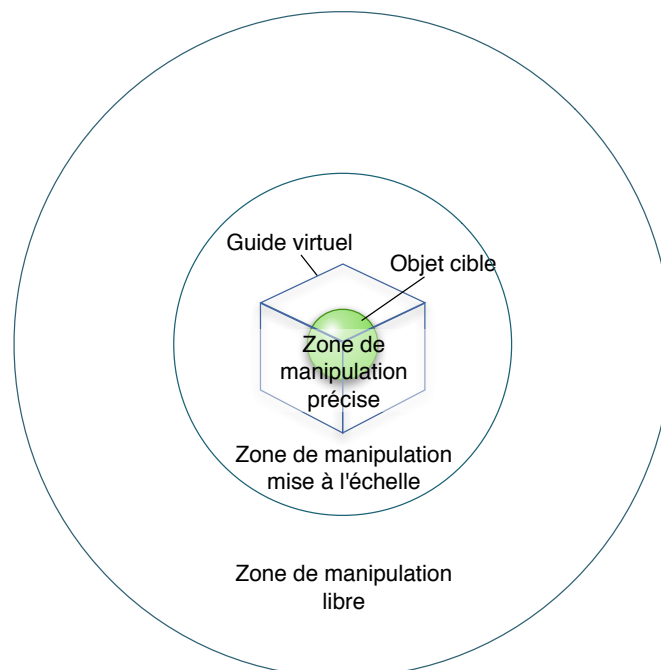 Guide virtuel
Objet cible
Zone de
manipulation
précise
Zone de manipulation
mise à l'échelle
Zone de manipulation
libre